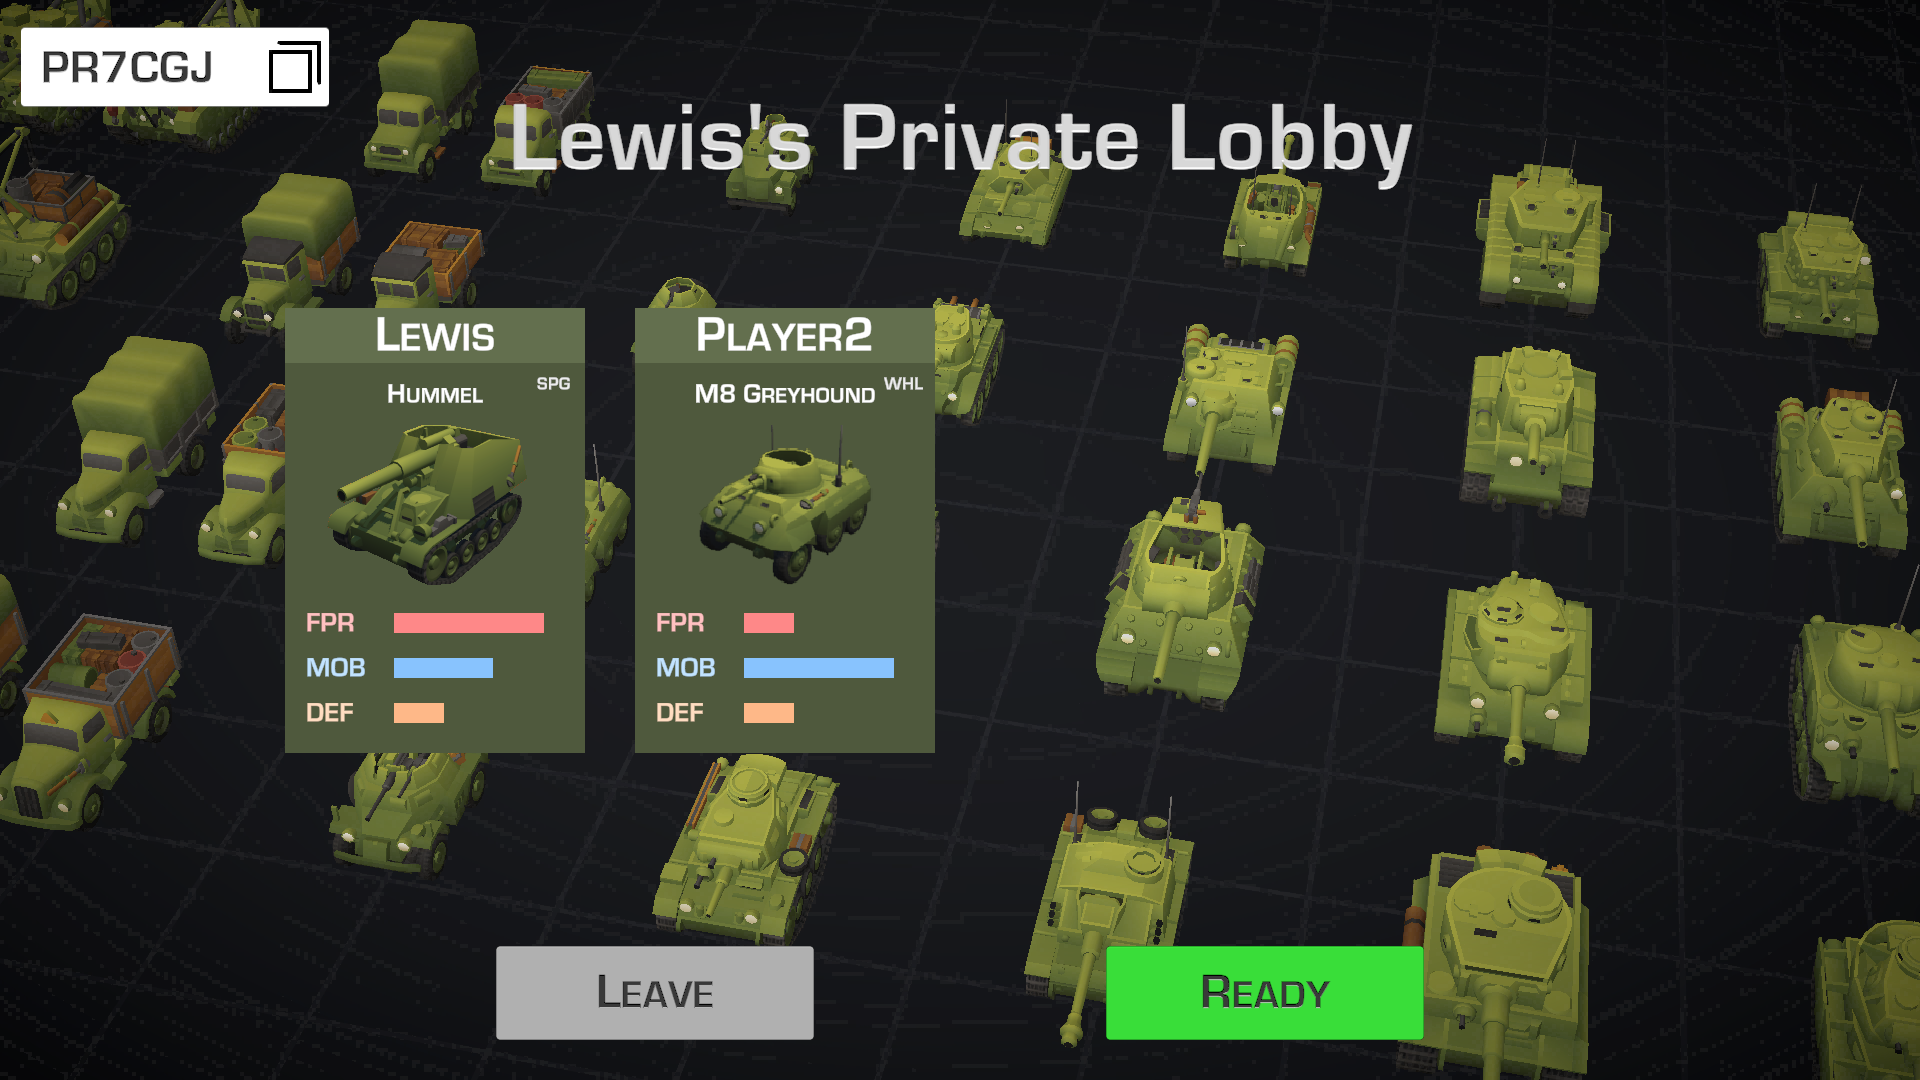 PR7CGJ
Lewis's Private Lobby
LEWIS
HUMMEL SPG
FPR
MOB
DEF
PLAYER2
M8 GREYHOUND WHL
FPR
MOB
DEF
LEAVE
READY